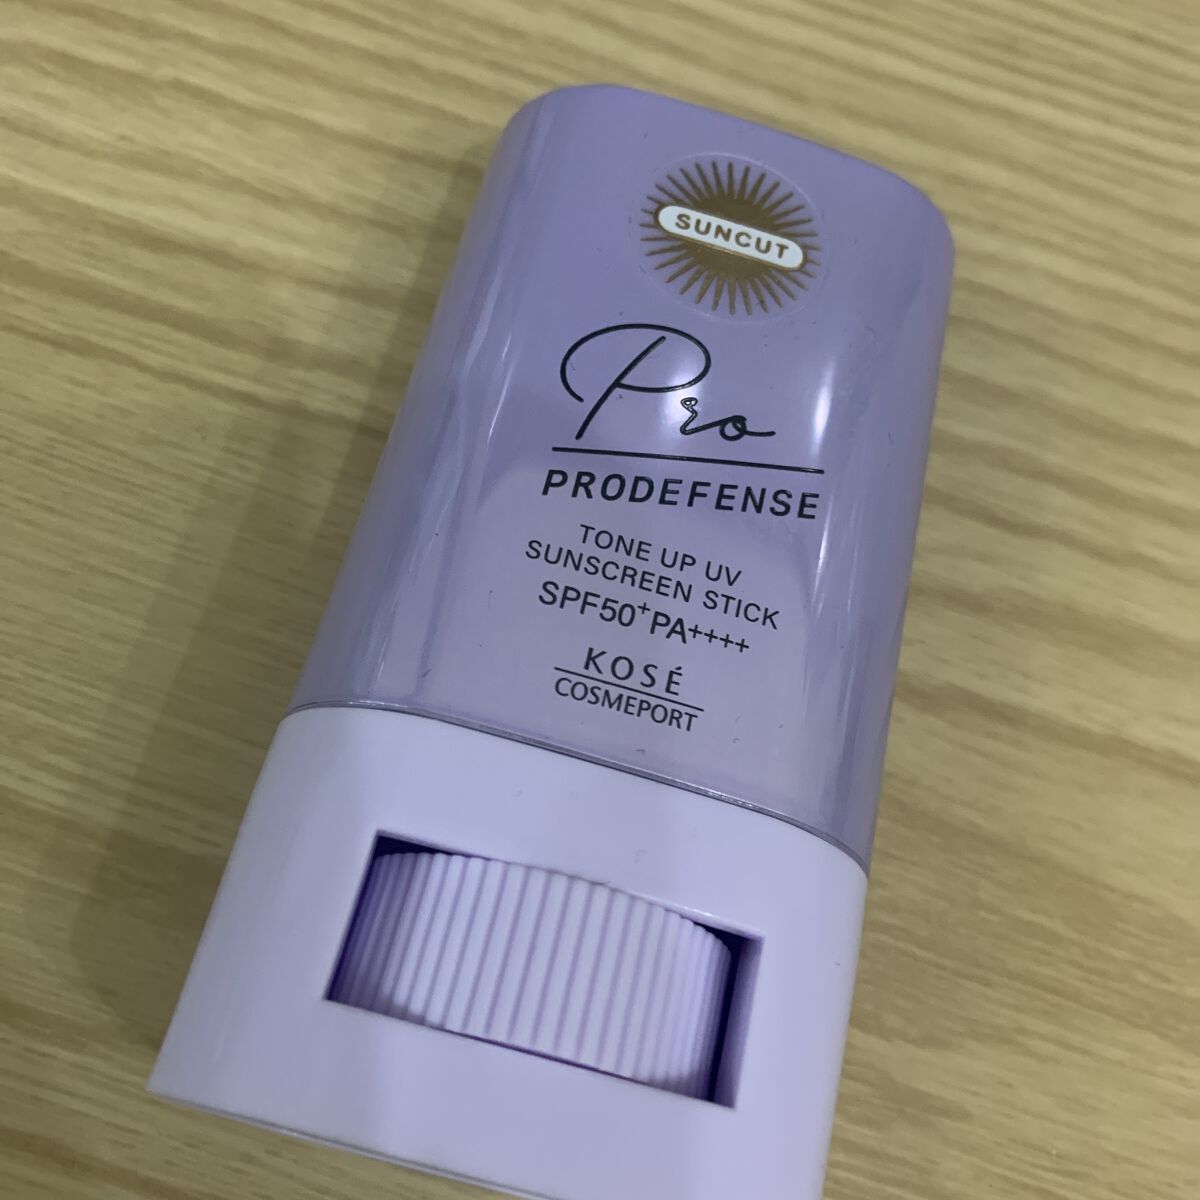 SUNCUT
Pro
PRODEFENSE
TONE UP UV
SUNSCREEN STICK
SPF50+PA++++
KOSÉ
COSMEPORT